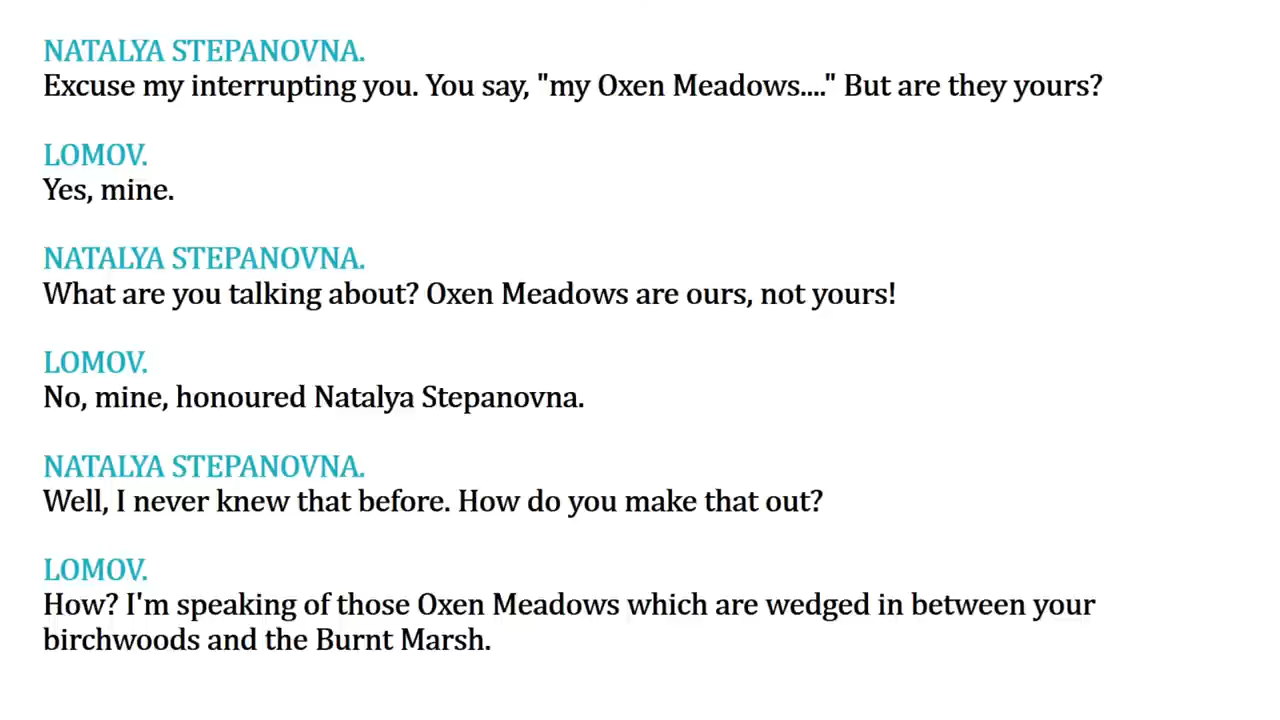 NATALYA STEPANOVNA.
Excuse my interrupting you. You say, "my Oxen Meadows...." But are they yours?
LOMOV.
Yes, mine.
NATALYA STEPANOVNA.
What are you talking about? Oxen Meadows are ours, not yours!
LOMOV.
No, mine, honoured Natalya Stepanovna.
NATALYA STEPANOVNA.
Well, I never knew that before. How do you make that out?
LOMOV.
How? I'm speaking of those Oxen Meadows which are wedged in between your
birchwoods and the Burnt Marsh.